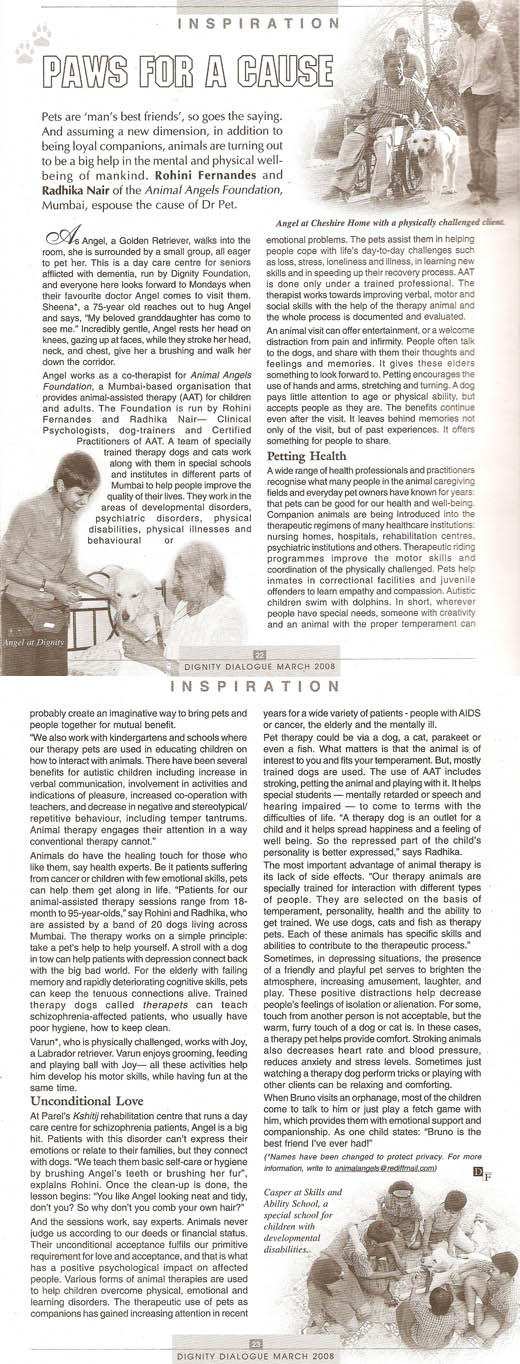 INSPIRATION
PAWS FOR A CAUSE
Pets are ‘man’s best friends’, so goes the saying.
And assuming a new dimension, in addition to
being loyal companions, animals are turning out
to be a big help in the mental and physical well-
being of mankind. Rohini Fernandes and
Radhika Nair of the Animal Angels Foundation,
Mumbai, espouse the cause of Dr Pet.
Angel at Cheshire Home with a physically challenged client.
As Angel, a Golden Retriever, walks into the
room, she is surrounded by a small group, all eager
to pet her. This is a day care centre for seniors
afflicted with dementia, run by Dignity Foundation,
and everyone here looks forward to Mondays when
their favourite doctor Angel comes to visit them.
Sheena*, a 75-year old reaches out to hug Angel
and says, “My beloved granddaughter has come to
see me.” Incredibly gentle, Angel rests her head on
knees, gazing up at faces, while they stroke her head,
neck, and chest, give her a brushing and walk her
down the corridor.
Angel works as a co-therapist for Animal Angels
Foundation, a Mumbai-based organisation that
provides animal-assisted therapy (AAT) for children
and adults. The Foundation is run by Rohini
Fernandes and Radhika Nair— Clinical
Psychologists, dog-trainers and Certified
Practitioners of AAT. A team of specially
trained therapy dogs and cats work
along with them in special schools
and institutes in different parts of
Mumbai to help people improve the
quality of their lives. They work in the
areas of developmental disorders,
psychiatric disorders, physical
disabilities, physical illnesses and
behavioural or
Angel at Dignity
emotional problems. The pets assist them in helping
people cope with life’s day-to-day challenges such
as loss, stress, loneliness and illness, in learning new
skills and in speeding up their recovery process. AAT
is done only under a trained professional. The
therapist works towards improving verbal, motor and
social skills with the help of the therapy animal and
the whole process is documented and evaluated.
An animal visit can offer entertainment, or a welcome
distraction from pain and infirmity. People often talk
to the dogs, and share with them their thoughts and
feelings and memories. It gives these elders
something to look forward to. Petting encourages the
use of hands and arms, stretching and turning. A dog
pays little attention to age or physical ability, but
accepts people as they are. The benefits continue
even after the visit. It leaves behind memories not
only of the visit, but of past experiences. It offers
something for people to share.
Petting Health
A wide range of health professionals and practitioners
recognise what many people in the animal caregiving
fields and everyday pet owners have known for years:
that pets can be good for our health and well-being.
Companion animals are being introduced into the
therapeutic regimens of many healthcare institutions:
nursing homes, hospitals, rehabilitation centres,
psychiatric institutions and others. Therapeutic riding
programmes improve the motor skills and
coordination of the physically challenged. Pets help
inmates in correctional facilities and juvenile
offenders to learn empathy and compassion. Autistic
children swim with dolphins. In short, wherever
people have special needs, someone with creativity
and an animal with the proper temperament can
22
DIGNITY DIALOGUE MARCH 2008
INSPIRATION
probably create an imaginative way to bring pets and
people together for mutual benefit.
“We also work with kindergartens and schools where
our therapy pets are used in educating children on
how to interact with animals. There have been several
benefits for autistic children including increase in
verbal communication, involvement in activities and
indications of pleasure, increased co-operation with
teachers, and decrease in negative and stereotypical/
repetitive behaviour, including temper tantrums.
Animal therapy engages their attention in a way
conventional therapy cannot.”
Animals do have the healing touch for those who
like them, say health experts. Be it patients suffering
from cancer or children with few emotional skills, pets
can help them get along in life. “Patients for our
animal-assisted therapy sessions range from 18-
month to 95-year-olds,” say Rohini and Radhika, who
are assisted by a band of 20 dogs living across
Mumbai. The therapy works on a simple principle:
take a pet’s help to help yourself. A stroll with a dog
in tow can help patients with depression connect back
with the big bad world. For the elderly with failing
memory and rapidly deteriorating cognitive skills, pets
can keep the tenuous connections alive. Trained
therapy dogs called therapets can teach
schizophrenia-affected patients, who usually have
poor hygiene, how to keep clean.
Varun*, who is physically challenged, works with Joy,
a Labrador retriever. Varun enjoys grooming, feeding
and playing ball with Joy— all these activities help
him develop his motor skills, while having fun at the
same time.
Unconditional Love
At Parel’s Kshitij rehabilitation centre that runs a day
care centre for schizophrenia patients, Angel is a big
hit. Patients with this disorder can’t express their
emotions or relate to their families, but they connect
with dogs. “We teach them basic self-care or hygiene
by brushing Angel’s teeth or brushing her fur”,
explains Rohini. Once the clean-up is done, the
lesson begins: “You like Angel looking neat and tidy,
don’t you? So why don’t you comb your own hair?”
And the sessions work, say experts. Animals never
judge us according to our deeds or financial status.
Their unconditional acceptance fulfils our primitive
requirement for love and acceptance, and that is what
has a positive psychological impact on affected
people. Various forms of animal therapies are used
to help children overcome physical, emotional and
learning disorders. The therapeutic use of pets as
companions has gained increasing attention in recent
years for a wide variety of patients - people with AIDS
or cancer, the elderly and the mentally ill.
Pet therapy could be via a dog, a cat, parakeet or
even a fish. What matters is that the animal is of
interest to you and fits your temperament. But, mostly
trained dogs are used. The use of AAT includes
stroking, petting the animal and playing with it. It helps
special students — mentally retarded or speech and
hearing impaired — to come to terms with the
difficulties of life. “A therapy dog is an outlet for a
child and it helps spread happiness and a feeling of
well being. So the repressed part of the child’s
personality is better expressed,” says Radhika.
The most important advantage of animal therapy is
its lack of side effects. “Our therapy animals are
specially trained for interaction with different types
of people. They are selected on the basis of
temperament, personality, health and the ability to
get trained. We use dogs, cats and fish as therapy
pets. Each of these animals has specific skills and
abilities to contribute to the therapeutic process.”
Sometimes, in depressing situations, the presence
of a friendly and playful pet serves to brighten the
atmosphere, increasing amusement, laughter, and
play. These positive distractions help decrease
people’s feelings of isolation or alienation. For some,
touch from another person is not acceptable, but the
warm, furry touch of a dog or cat is. In these cases,
a therapy pet helps provide comfort. Stroking animals
also decreases heart rate and blood pressure,
reduces anxiety and stress levels. Sometimes just
watching a therapy dog perform tricks or playing with
other clients can be relaxing and comforting.
When Bruno visits an orphanage, most of the children
come to talk to him or just play a fetch game with
him, which provides them with emotional support and
companionship. As one child states: “Bruno is the
best friend I’ve ever had!”
(*Names have been changed to protect privacy. For more
information, write to animalangels@rediffmail.com)
DF
Casper at Skills and
Ability School, a
special school for
children with
developmental
disabilities.
23
DIGNITY DIALOGUE MARCH 2008